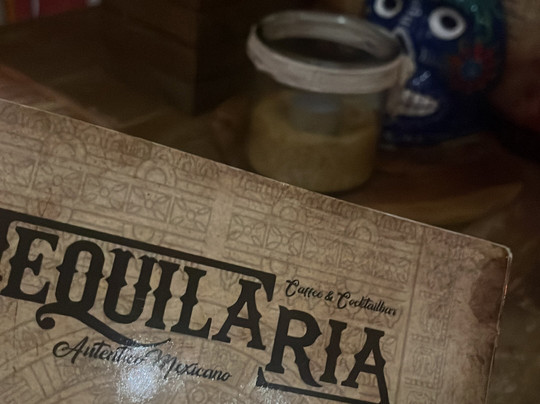 EQUILARIA
Caffee & Cocktailbar
Autentico Mexicano